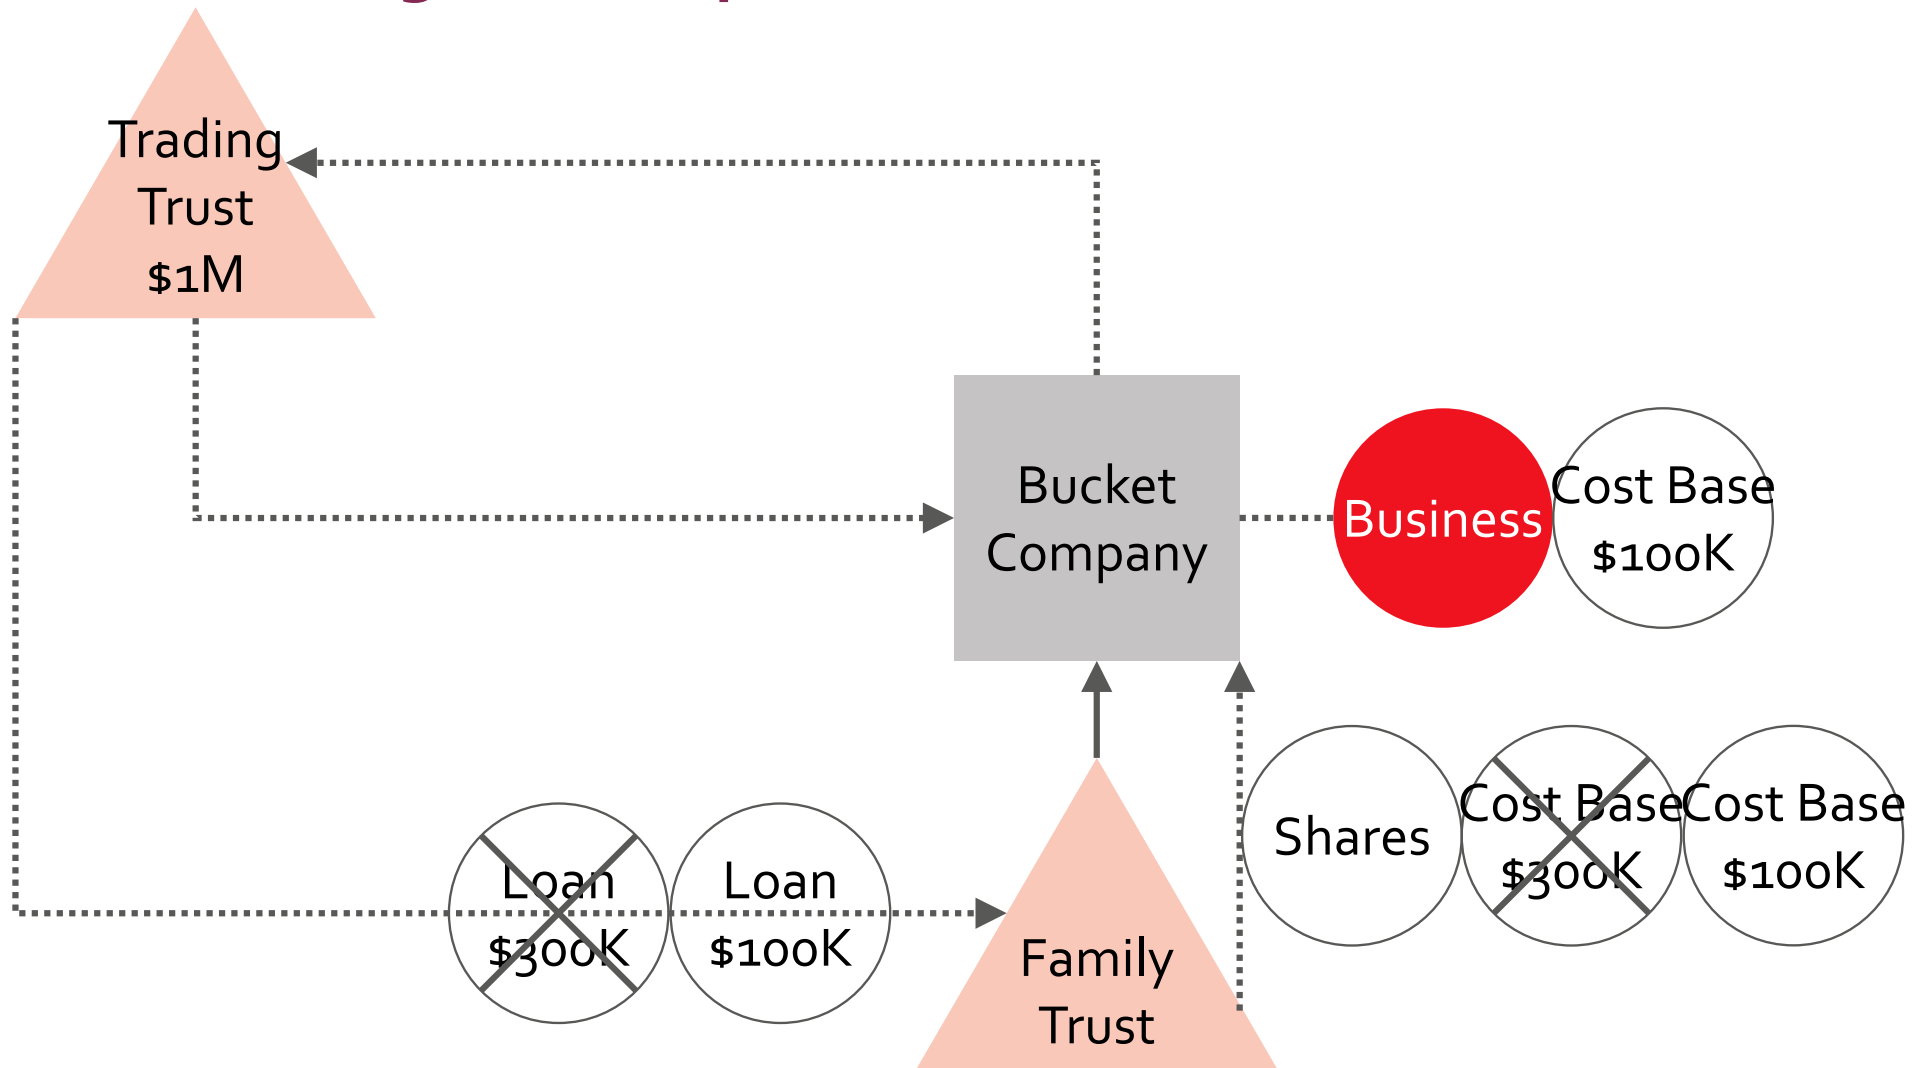 Trading
Trust
$1M
Bucket
Company
Business
Cost Base
$100K
Shares
Cost Base
$300K
Cost Base
$100K
Loan
$300K
Loan
$100K
Family
Trust